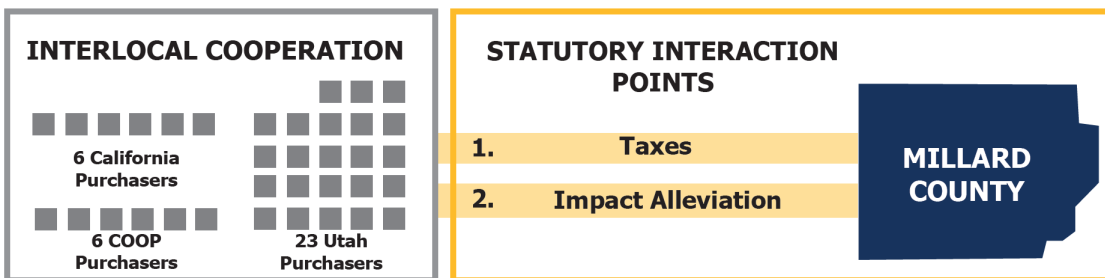 INTERLOCAL COOPERATION
6 California
Purchasers
6 COOP
Purchasers
23 Utah
Purchasers
STATUTORY INTERACTION
POINTS
1. Taxes
2. Impact Alleviation
MILLARD
COUNTY